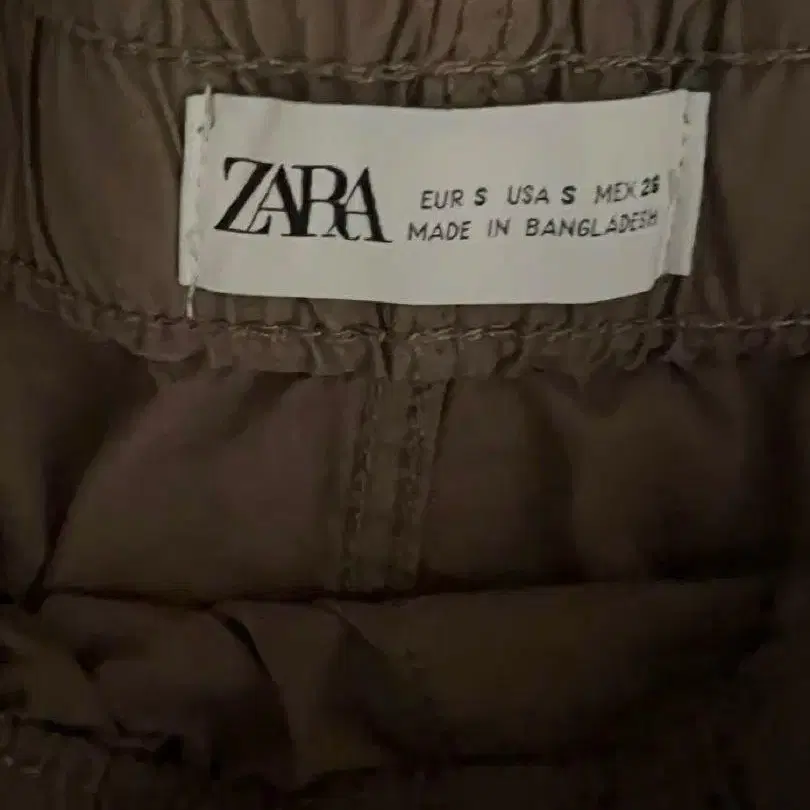 ZARA
EUR S USA S MEX 26
MADE IN BANGLADESH